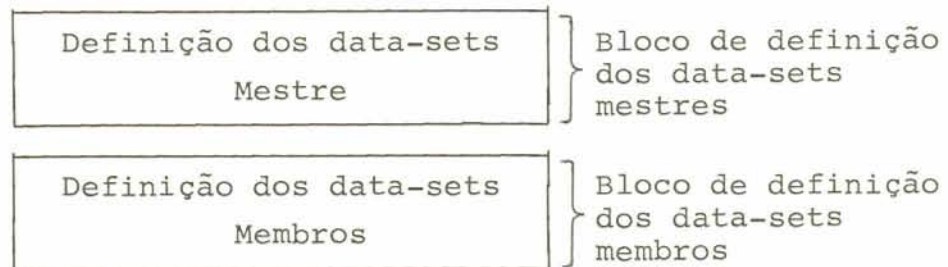 Definição dos data-sets
Mestre
Bloco de definição
dos data-sets
mestres
Definição dos data-sets
Membros
Bloco de definição
dos data-sets
membros